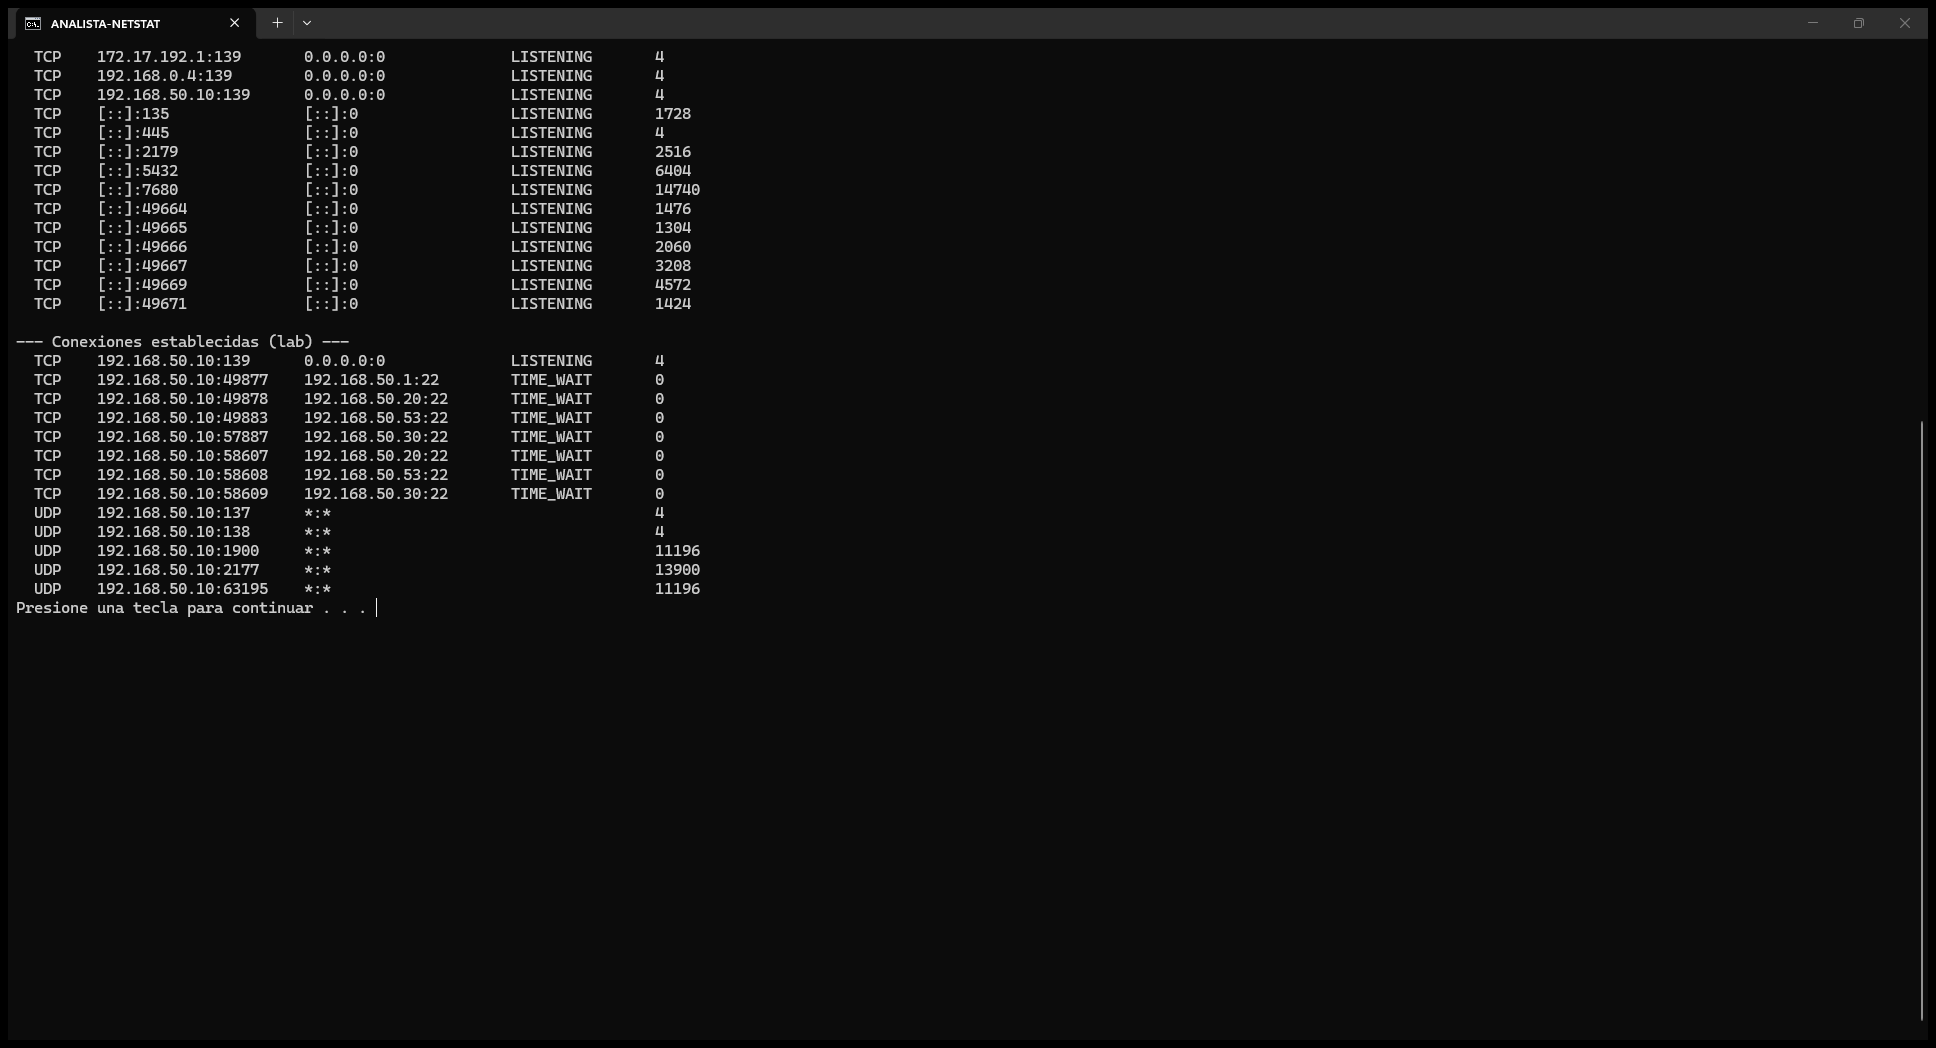 ANALISTA-NETSTAT
TCP 172.17.192.1:139 0.0.0.0:0 LISTENING 4
TCP 192.168.0.4:139 0.0.0.0:0 LISTENING 4
TCP 192.168.50.10:139 0.0.0.0:0 LISTENING 4
TCP [::]:135 [::]:0 LISTENING 1728
TCP [::]:445 [::]:0 LISTENING 4
TCP [::]:2179 [::]:0 LISTENING 2516
TCP [::]:5432 [::]:0 LISTENING 6404
TCP [::]:7680 [::]:0 LISTENING 14740
TCP [::]:49664 [::]:0 LISTENING 1476
TCP [::]:49665 [::]:0 LISTENING 1304
TCP [::]:49666 [::]:0 LISTENING 2060
TCP [::]:49667 [::]:0 LISTENING 3208
TCP [::]:49669 [::]:0 LISTENING 4572
TCP [::]:49671 [::]:0 LISTENING 1424
--- Conexiones establecidas (lab) ---
TCP 192.168.50.10:139 0.0.0.0:0 LISTENING 4
TCP 192.168.50.10:49877 192.168.50.1:22 TIME_WAIT 0
TCP 192.168.50.10:49878 192.168.50.20:22 TIME_WAIT 0
TCP 192.168.50.10:49883 192.168.50.53:22 TIME_WAIT 0
TCP 192.168.50.10:57887 192.168.50.30:22 TIME_WAIT 0
TCP 192.168.50.10:58607 192.168.50.20:22 TIME_WAIT 0
TCP 192.168.50.10:58608 192.168.50.53:22 TIME_WAIT 0
TCP 192.168.50.10:58609 192.168.50.30:22 TIME_WAIT 0
UDP 192.168.50.10:137 *:* 4
UDP 192.168.50.10:138 *:* 4
UDP 192.168.50.10:1900 *:* 11196
UDP 192.168.50.10:2177 *:* 13900
UDP 192.168.50.10:63195 *:* 11196
Presione una tecla para continuar . . .